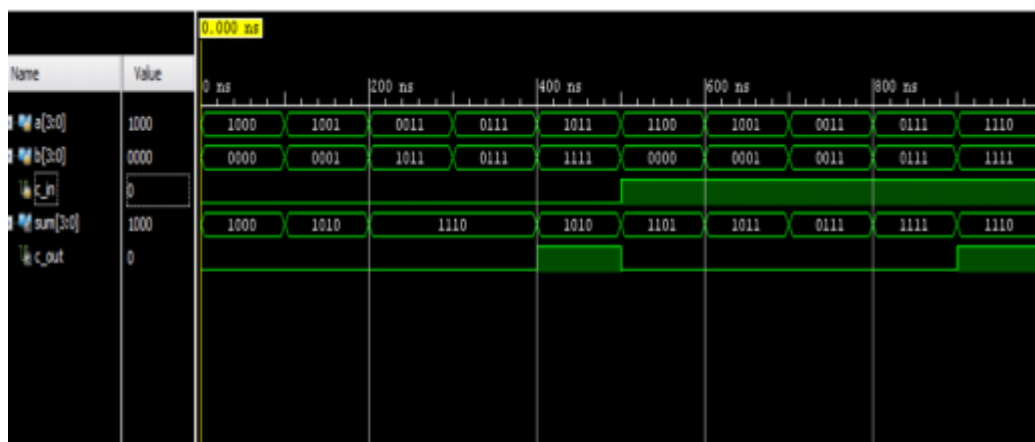 0.000 ns
Name Value
0 ns 200 ns 400 ns 600 ns 800 ns
a[3:0] 1000 1000 1001 0011 0111 1011 1100 1001 0011 0111 1110
b[3:0] 0000 0000 0001 1011 0111 1111 0000 0001 0011 0111 1111
c_in 0
sum[3:0] 1000 1000 1010 1110 1010 1101 1011 0111 1111 1110
c_out 0